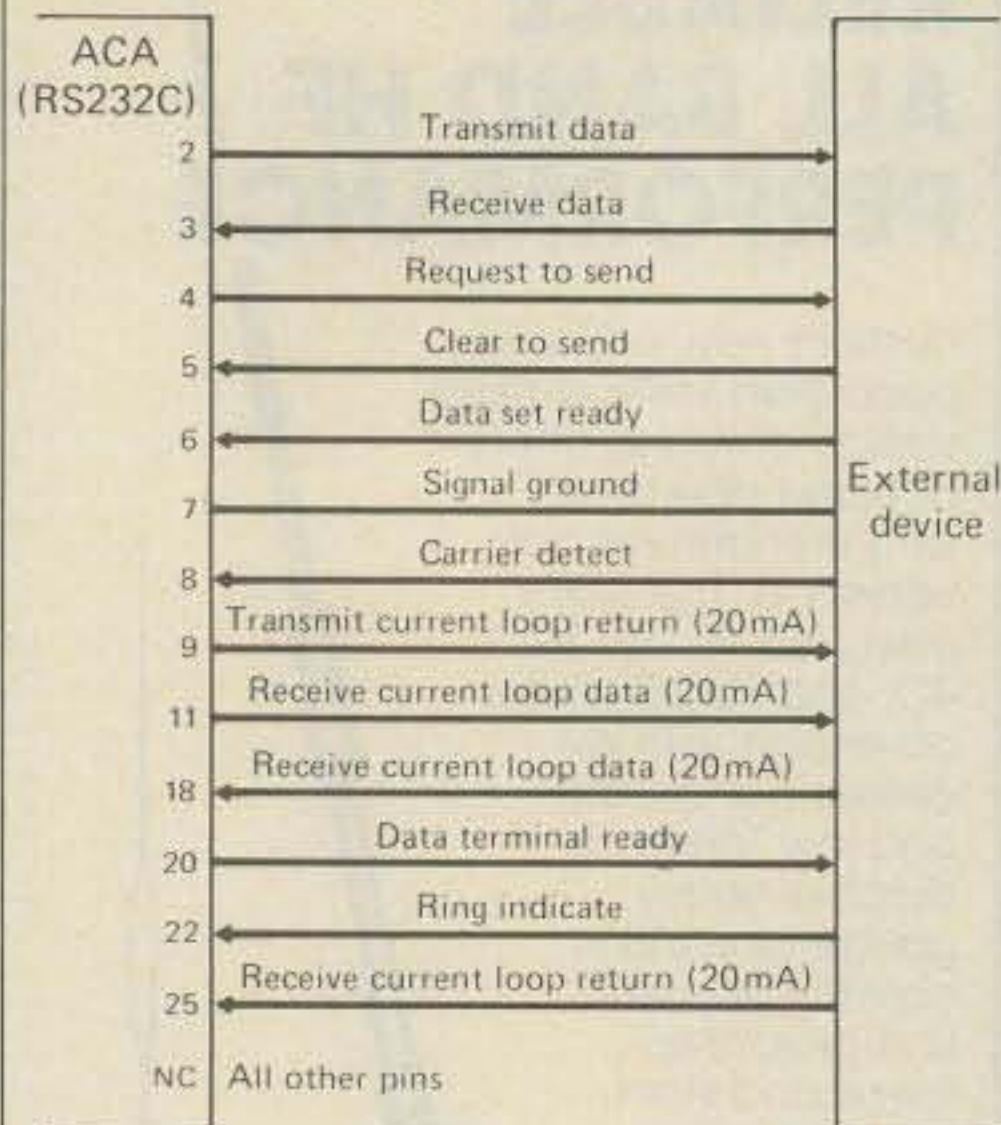 ACA
(RS232C)
Transmit data
2
Receive data
3
Request to send
4
Clear to send
5
Data set ready
6
Signal ground
7
External
device
Carrier detect
8
Transmit current loop return (20mA)
9
Receive current loop data (20mA)
11
Receive current loop data (20mA)
18
Data terminal ready
20
Ring indicate
22
Receive current loop return (20mA)
25
NC All other pins